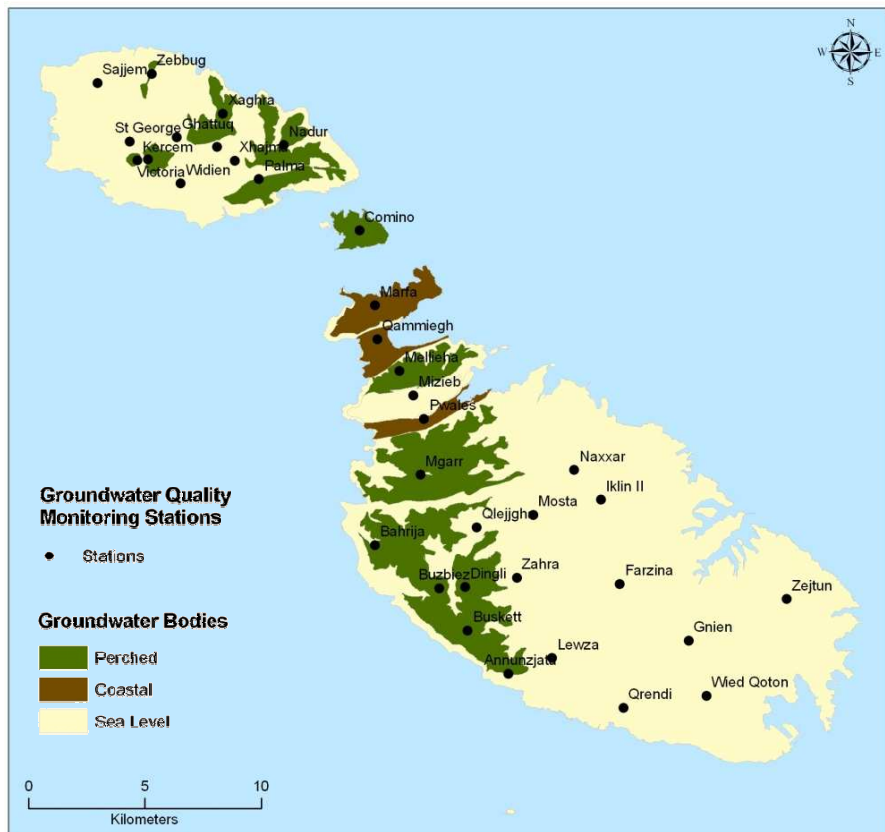 N
W E
S
Zebbug
Sajjem
Xaghra
St George
Ghattuq
Nadur
Kercem
Xhajma
Victoria
Widien
Palma
Comino
Marfa
Qammiegh
Mellieha
Mizieb
Pwales
Mgarr
Naxxar
Iklin II
Mosta
Qlejjgha
Bahrija
Zahra
Buzbiez
Dingli
Farzina
Zejtun
Buskett
Gnien
Lewza
Annunzjata
Wied Qoton
Qrendi
Groundwater Quality
Monitoring Stations
Stations
Groundwater Bodies
Perched
Coastal
Sea Level
0 5 10
Kilometers